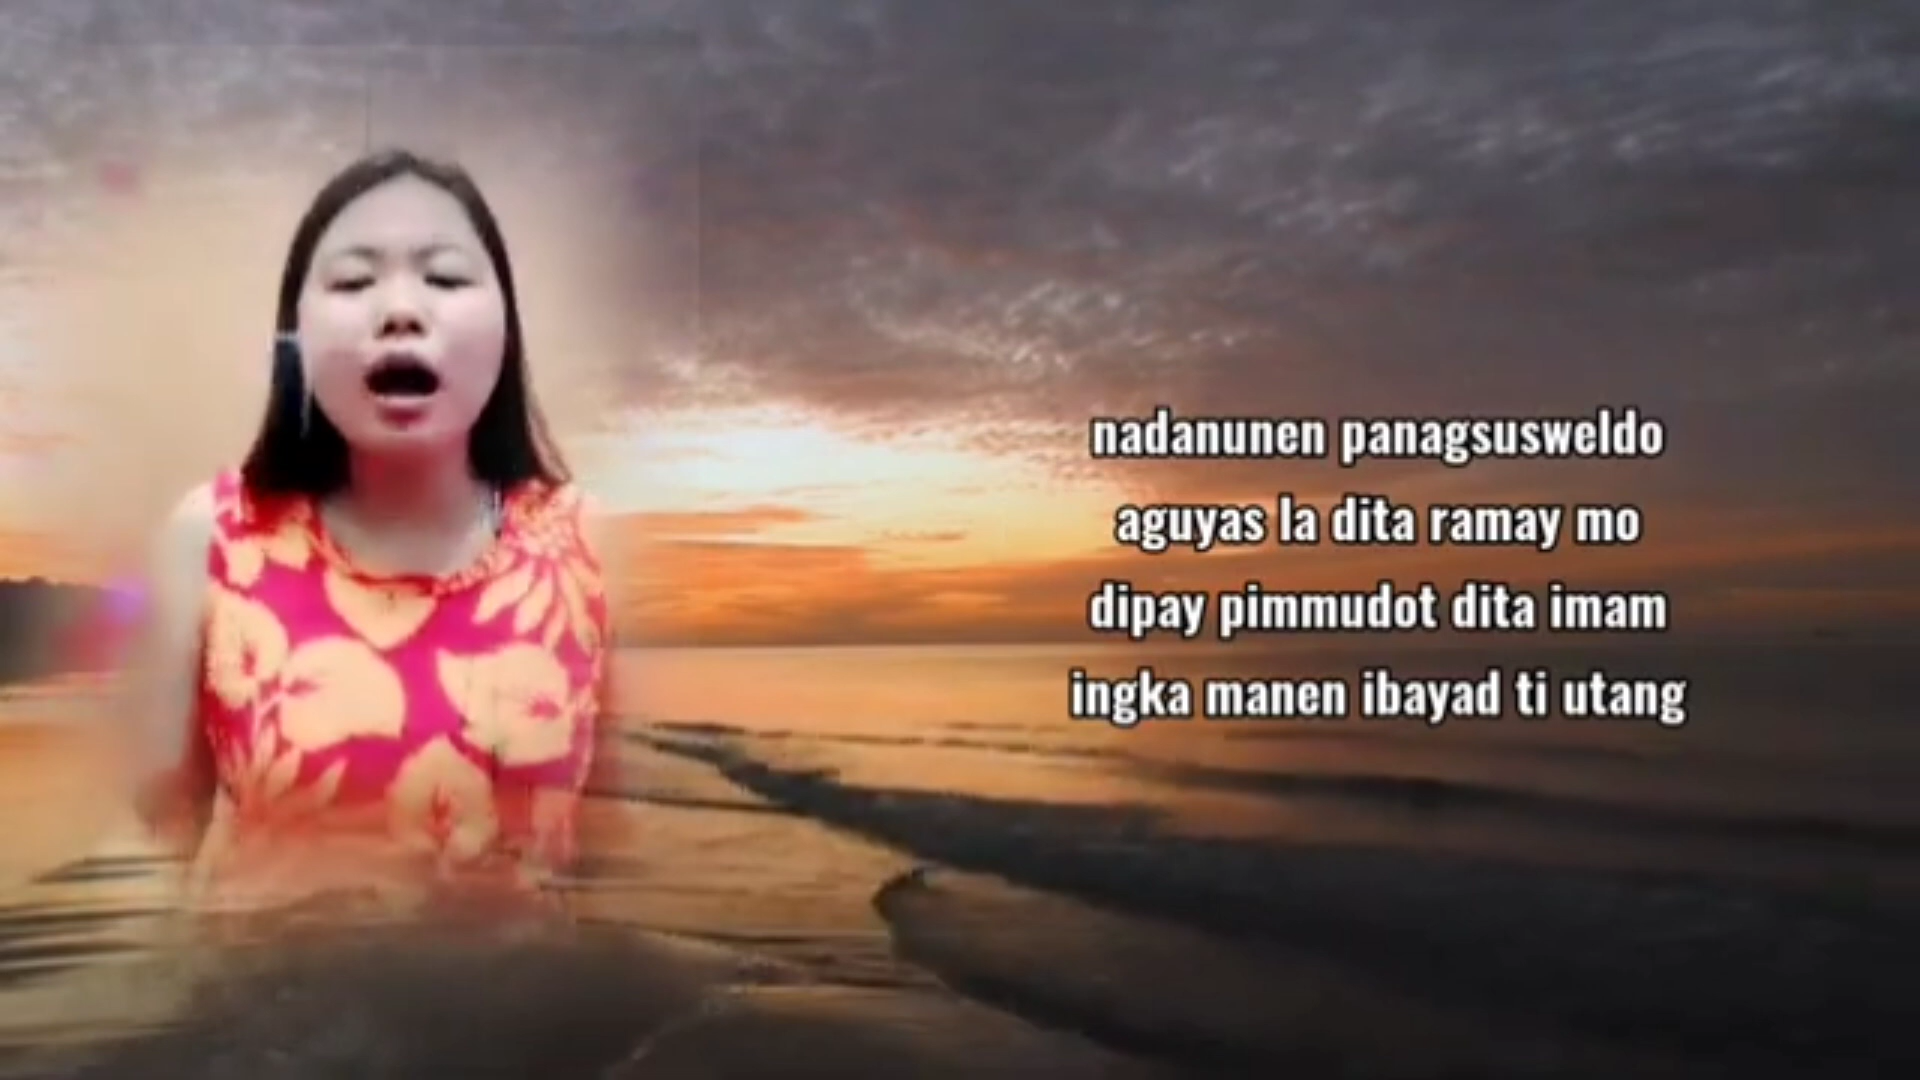 nadanunen panagsusweldo
aguyas la dita ramay mo
dipay pimmudot dita imam
ingka manen ibayad ti utang